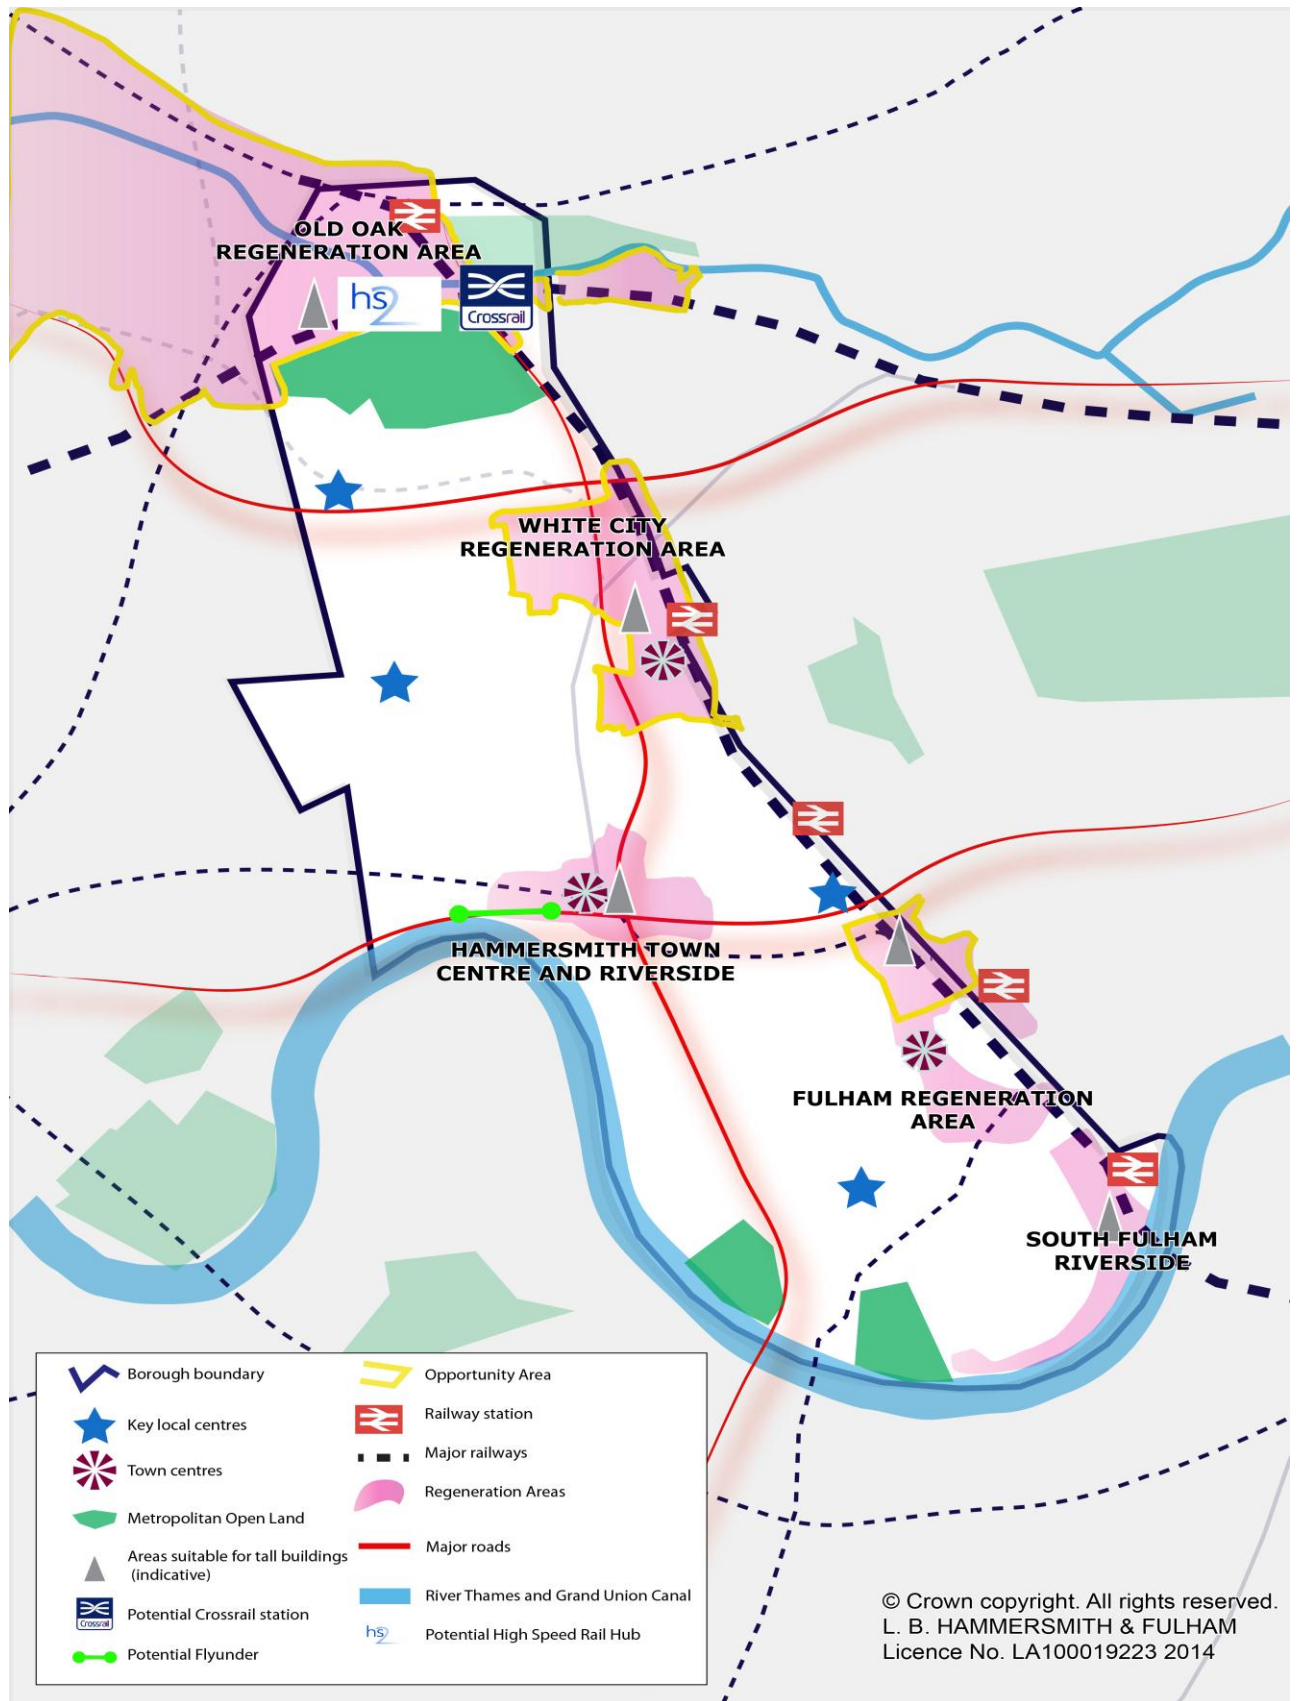 OLD OAK
REGENERATION AREA
hs2
Crossrail
WHITE CITY
REGENERATION AREA
HAMMERSMITH TOWN
CENTRE AND RIVERSIDE
FULHAM REGENERATION
AREA
SOUTH FULHAM
RIVERSIDE
Borough boundary
Key local centres
Town centres
Metropolitan Open Land
Areas suitable for tall buildings
(indicative)
Crossrail
Potential Crossrail station
Potential Flyunder
Opportunity Area
Railway station
Major railways
Regeneration Areas
Major roads
River Thames and Grand Union Canal
hs2
Potential High Speed Rail Hub
© Crown copyright. All rights reserved.
L. B. HAMMERSMITH & FULHAM
Licence No. LA100019223 2014